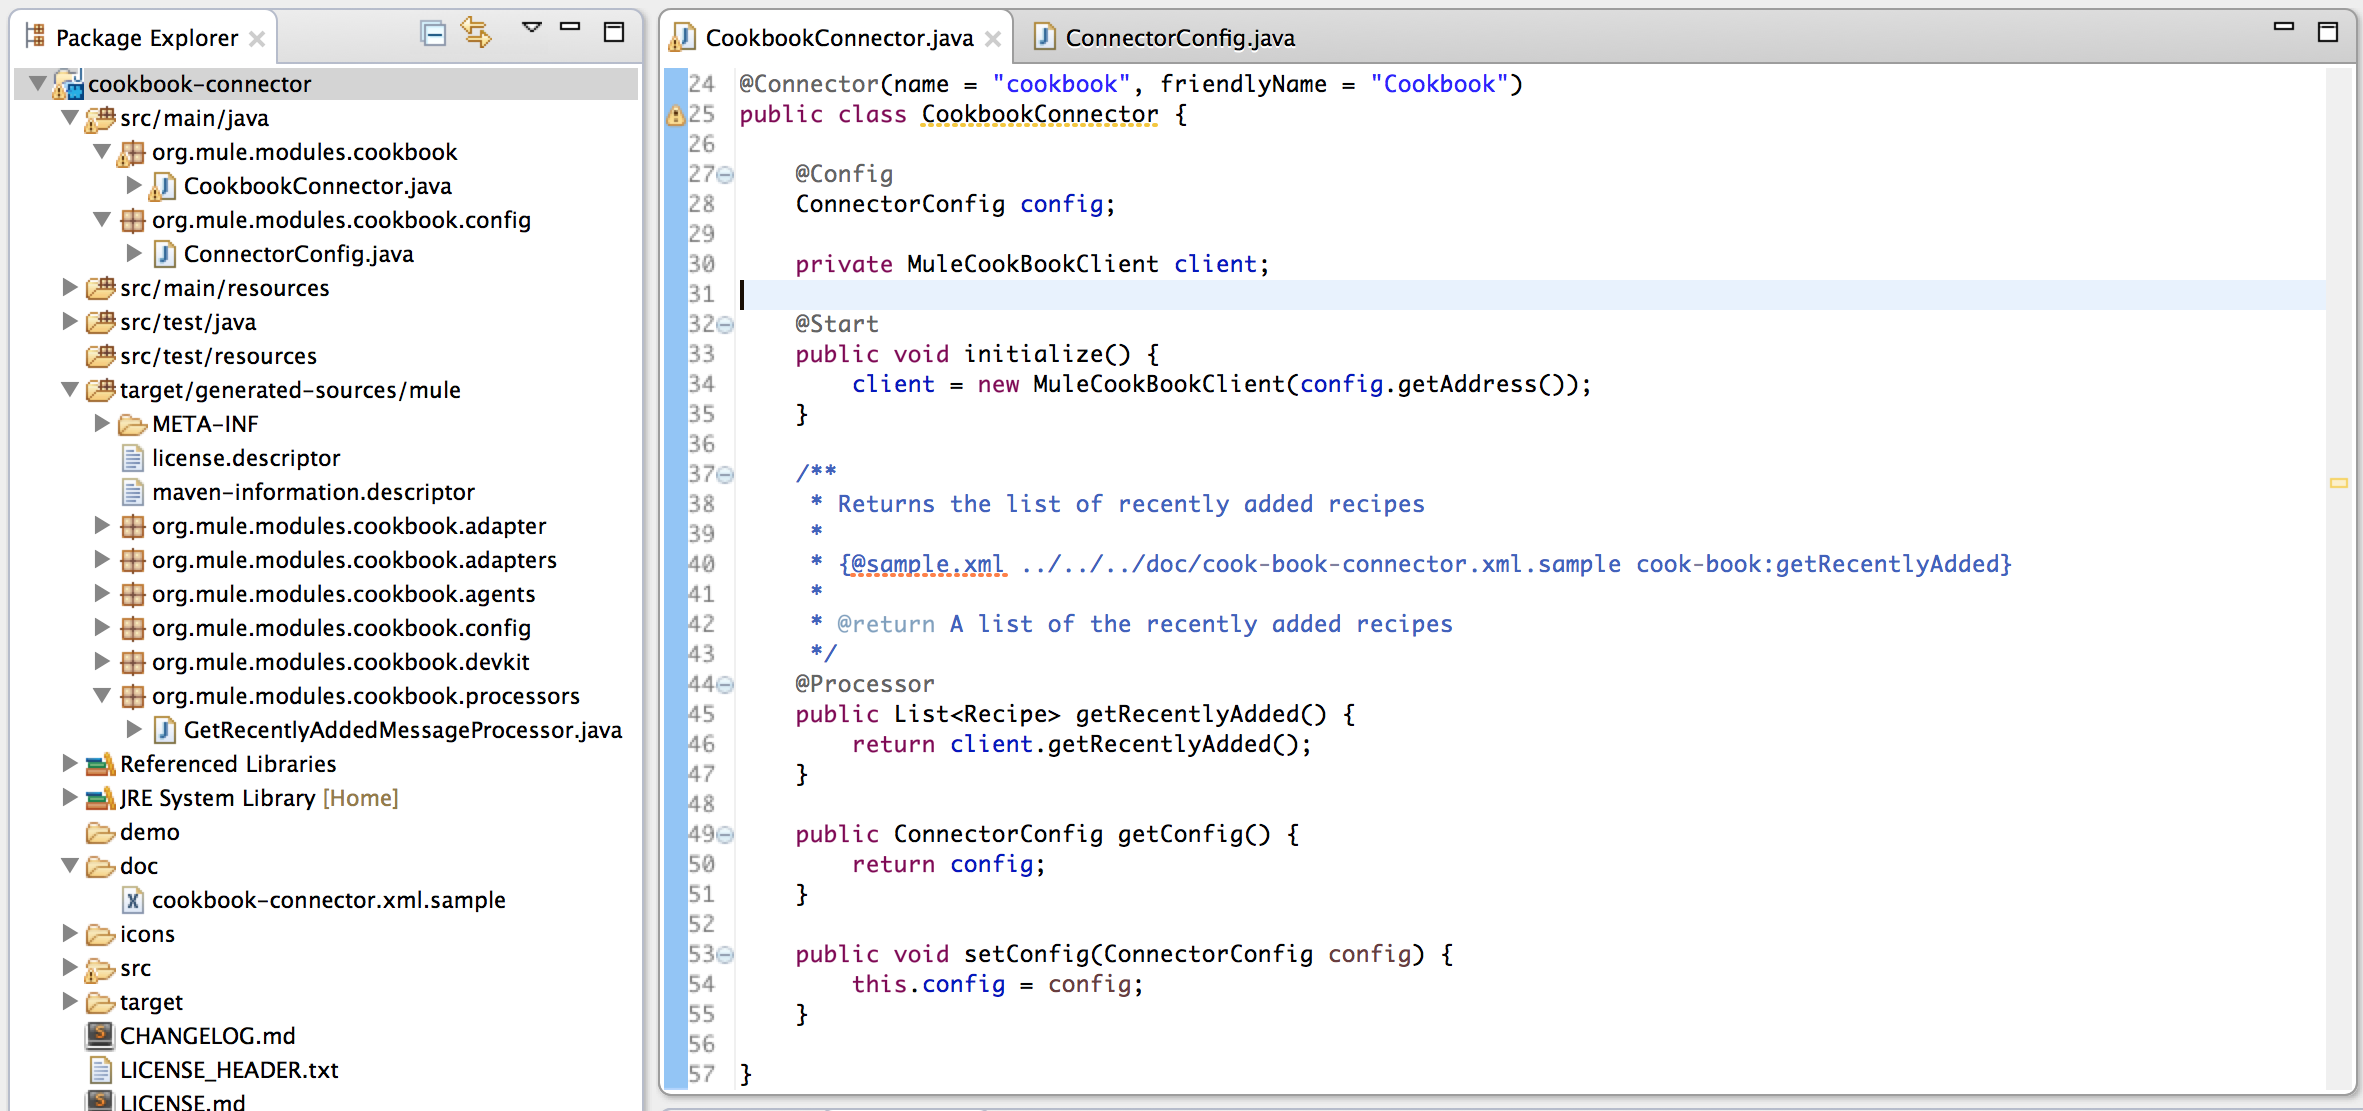 Package Explorer
cookbook-connector
src/main/java
org.mule.modules.cookbook
CookbookConnector.java
org.mule.modules.cookbook.config
ConnectorConfig.java
src/main/resources
src/test/java
src/test/resources
target/generated-sources/mule
META-INF
license.descriptor
maven-information.descriptor
org.mule.modules.cookbook.adapter
org.mule.modules.cookbook.adapters
org.mule.modules.cookbook.agents
org.mule.modules.cookbook.config
org.mule.modules.cookbook.devkit
org.mule.modules.cookbook.processors
GetRecentlyAddedMessageProcessor.java
Referenced Libraries
JRE System Library [Home]
demo
doc
cookbook-connector.xml.sample
icons
src
target
CHANGELOG.md
LICENSE_HEADER.txt
LICENSE.md
CookbookConnector.java
ConnectorConfig.java
24 @Connector(name = "cookbook", friendlyName = "Cookbook")
25 public class CookbookConnector {
26
27     @Config
28     ConnectorConfig config;
29
30     private MuleCookBookClient client;
31
32     @Start
33     public void initialize() {
34         client = new MuleCookBookClient(config.getAddress());
35     }
36
37     /**
38      * Returns the list of recently added recipes
39      *
40      * {@sample.xml ../../../doc/cook-book-connector.xml.sample cook-book:getRecentlyAdded}
41      *
42      * @return A list of the recently added recipes
43      */
44     @Processor
45     public List<Recipe> getRecentlyAdded() {
46         return client.getRecentlyAdded();
47     }
48
49     public ConnectorConfig getConfig() {
50         return config;
51     }
52
53     public void setConfig(ConnectorConfig config) {
54         this.config = config;
55     }
56
57 }